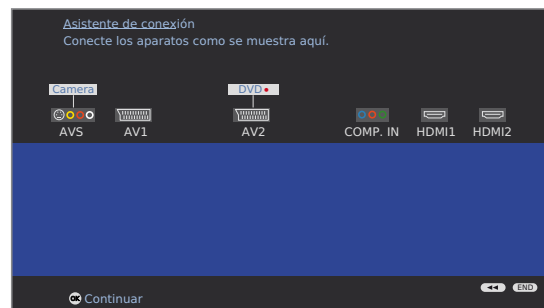 Asistente de conexión
Conecte los aparatos como se muestra aquí.
Camera DVD
AVS AV1 AV2 COMP. IN HDMI1 HDMI2
END
OK Continuar